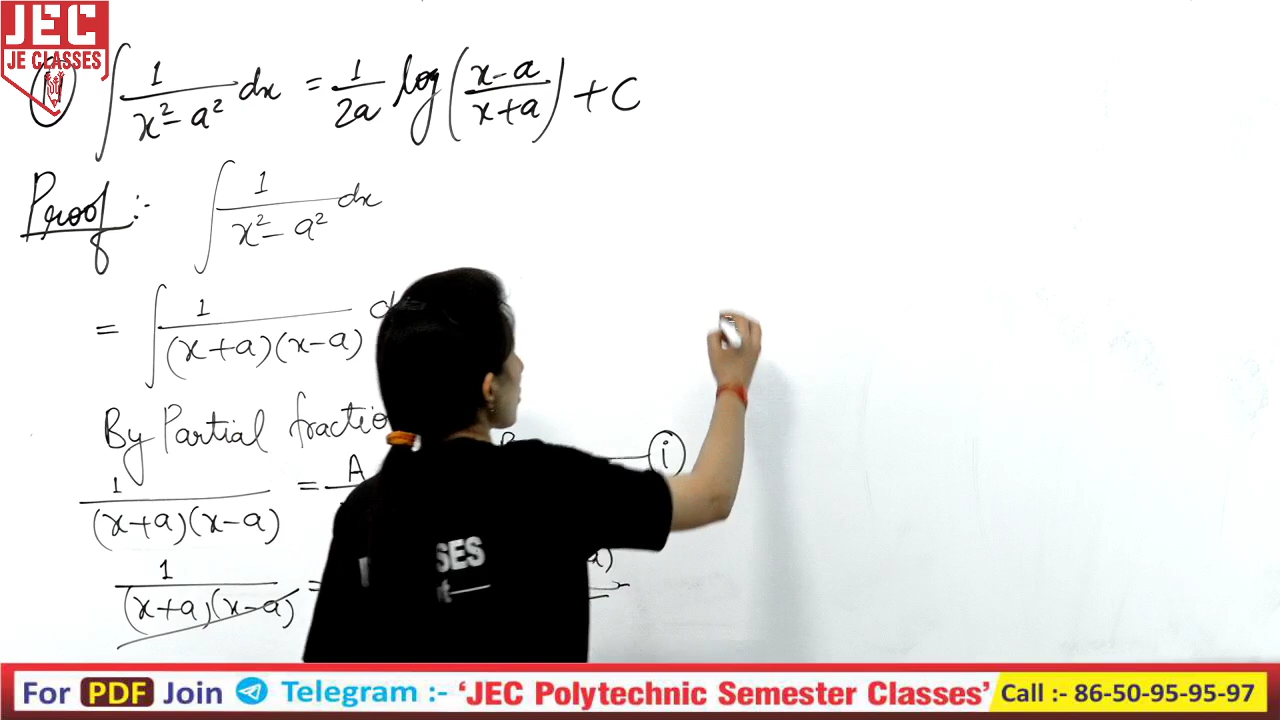 JEC
JE CLASSES
∫ 1/(x² - a²) dx = 1/2a log((x-a)/(x+a)) + C
Proof :- ∫ 1/(x² - a²) dx
= ∫ 1/((x+a)(x-a))
By Partial
1/((x+a)(x-a)) = A
i
1/((x+a)(x-a)) =
a)
SES
For PDF Join Telegram :- 'JEC Polytechnic Semester Classes' Call :- 86-50-95-95-97